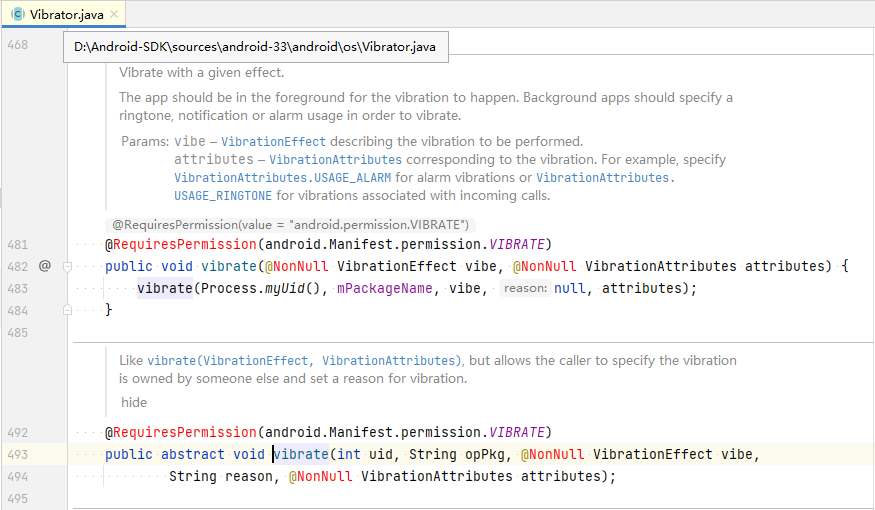 Vibrator.java
468
D:\Android-SDK\sources\android-33\android\os\Vibrator.java
Vibrate with a given effect.
The app should be in the foreground for the vibration to happen. Background apps should specify a
ringtone, notification or alarm usage in order to vibrate.
Params: vibe – VibrationEffect describing the vibration to be performed.
attributes – VibrationAttributes corresponding to the vibration. For example, specify
VibrationAttributes.USAGE_ALARM for alarm vibrations or VibrationAttributes.
USAGE_RINGTONE for vibrations associated with incoming calls.
@RequiresPermission(value = "android.permission.VIBRATE")
481 @RequiresPermission(android.Manifest.permission.VIBRATE)
482 @ public void vibrate(@NonNull VibrationEffect vibe, @NonNull VibrationAttributes attributes) {
483 vibrate(Process.myUid(), mPackageName, vibe, reason: null, attributes);
484 }
485
Like vibrate(VibrationEffect, VibrationAttributes), but allows the caller to specify the vibration
is owned by someone else and set a reason for vibration.
hide
492 @RequiresPermission(android.Manifest.permission.VIBRATE)
493 public abstract void vibrate(int uid, String opPkg, @NonNull VibrationEffect vibe,
494 String reason, @NonNull VibrationAttributes attributes);
495